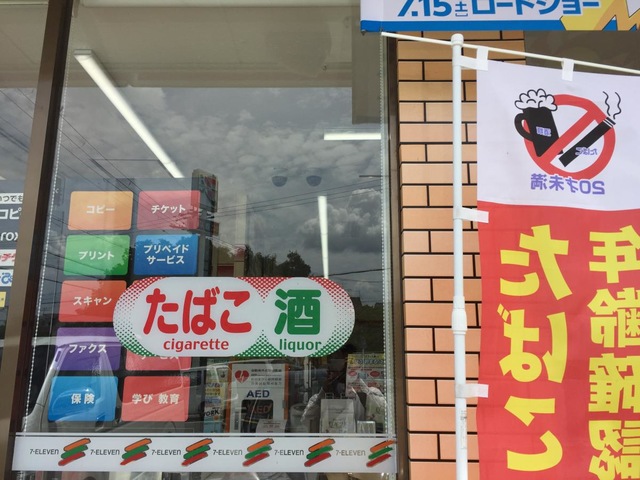 7.15土 ロードショー
コピー
チケット
プリント
プリペイド
サービス
スキャン
ファクス
保険
学び 教育
たばこ 酒
cigarette liquor
AED
7-ELEVEN 7-ELEVEN 7-ELEVEN 7-ELEVEN 7-ELEVEN 7-ELEVEN
20才未満
年齢確認
たばこ